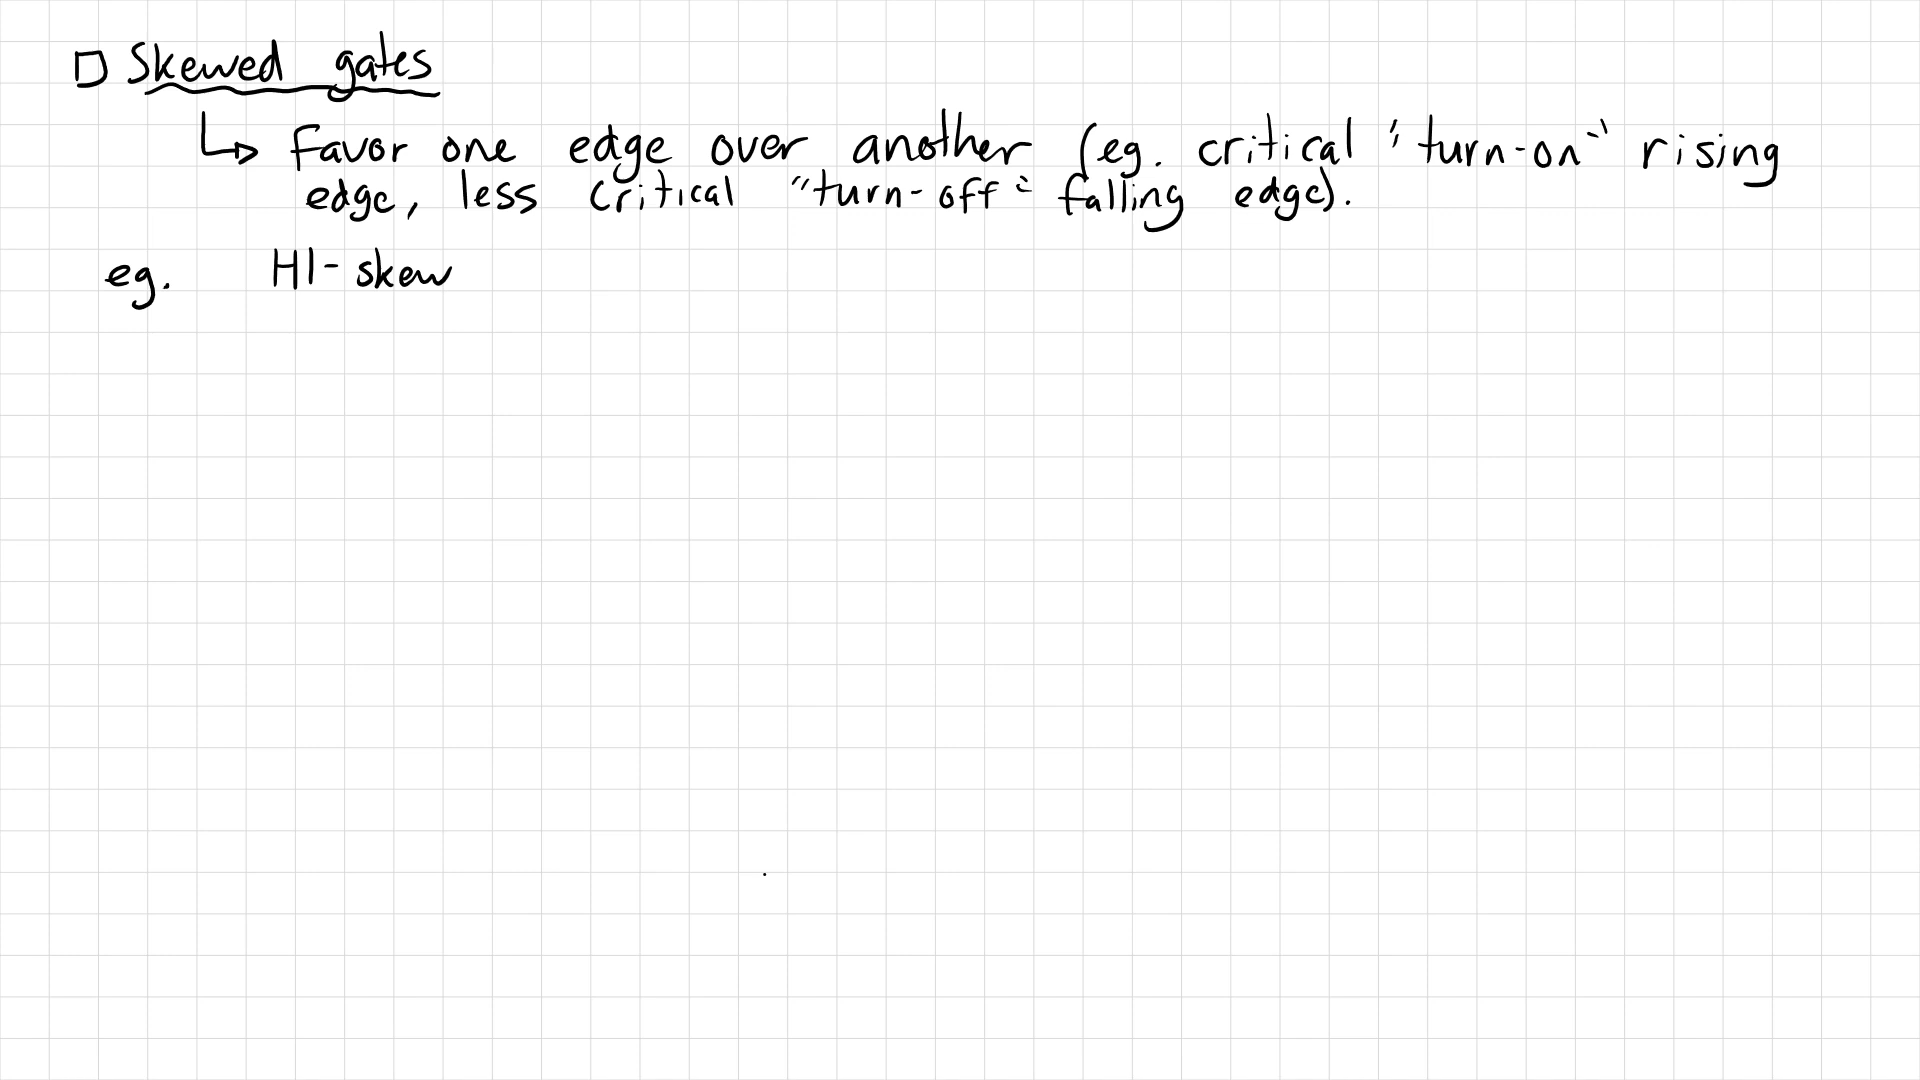 Skewed gates
↳ Favor one edge over another (eg. critical "turn-on" rising
edge, less critical "turn-off" falling edge).
eg. HI-skew